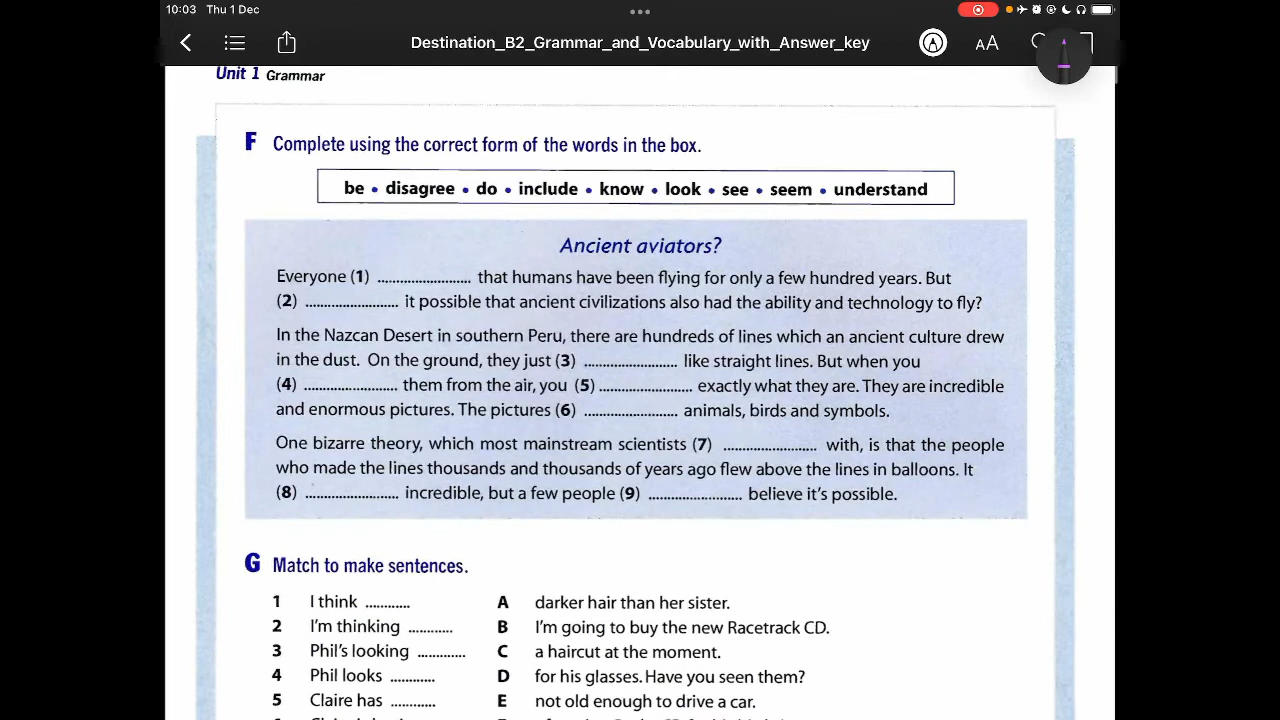 10:03 Thu 1 Dec
Destination_B2_Grammar_and_Vocabulary_with_Answer_key
AA
Unit 1 Grammar
F Complete using the correct form of the words in the box.
be • disagree • do • include • know • look • see • seem • understand
Ancient aviators?
Everyone (1) ........................ that humans have been flying for only a few hundred years. But
(2) ........................ it possible that ancient civilizations also had the ability and technology to fly?
In the Nazcan Desert in southern Peru, there are hundreds of lines which an ancient culture drew
in the dust. On the ground, they just (3) ........................ like straight lines. But when you
(4) ........................ them from the air, you (5) ........................ exactly what they are. They are incredible
and enormous pictures. The pictures (6) ........................ animals, birds and symbols.
One bizarre theory, which most mainstream scientists (7) ........................ with, is that the people
who made the lines thousands and thousands of years ago flew above the lines in balloons. It
(8) ........................ incredible, but a few people (9) ........................ believe it's possible.
G Match to make sentences.
1 I think ............ A darker hair than her sister.
2 I'm thinking ............ B I'm going to buy the new Racetrack CD.
3 Phil's looking ............ C a haircut at the moment.
4 Phil looks ............ D for his glasses. Have you seen them?
5 Claire has ............ E not old enough to drive a car.